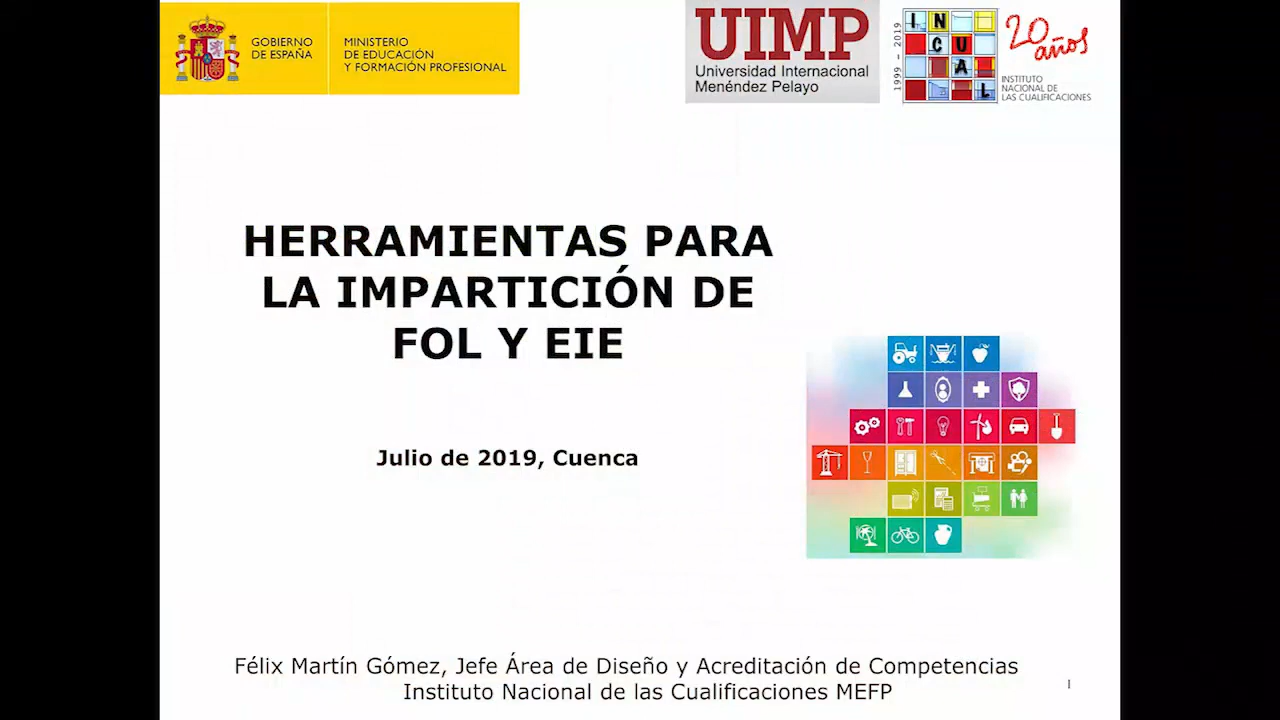 GOBIERNO
DE ESPAÑA
MINISTERIO
DE EDUCACIÓN
Y FORMACIÓN PROFESIONAL
UIMP
Universidad Internacional
Menéndez Pelayo
1999 - 2019
INCUAL
20 años
INSTITUTO
NACIONAL DE
LAS CUALIFICACIONES
HERRAMIENTAS PARA
LA IMPARTICIÓN DE
FOL Y EIE
Julio de 2019, Cuenca
Félix Martín Gómez, Jefe Área de Diseño y Acreditación de Competencias
Instituto Nacional de las Cualificaciones MEFP
1